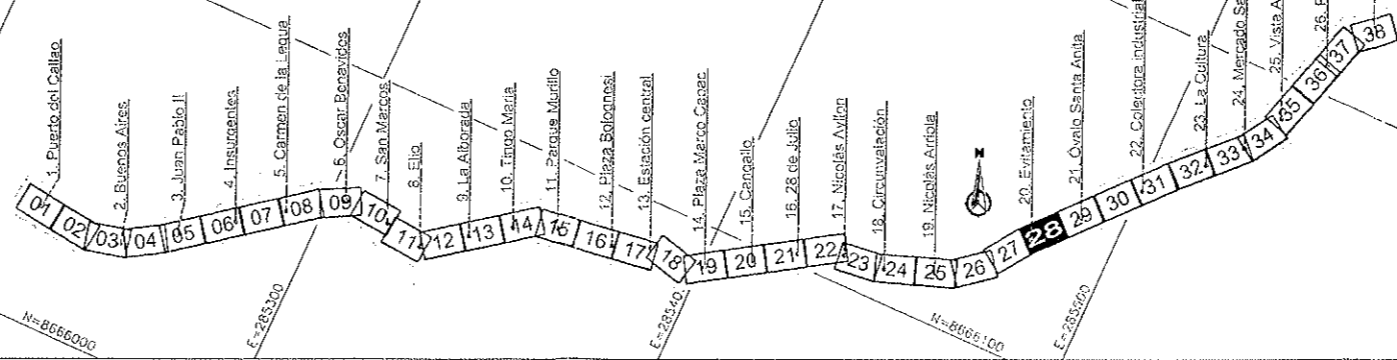 1. Puerto del Callao
2. Buenos Aires
3. Juan Pablo II
4. Insurgentes
5. Carmen de la Legua
6. Oscar Benavides
7. San Marcos
8. Elio
9. La Alborada
10. Tingo Maria
11. Parque Murillo
12. Plaza Bolognesi
13. Estación central
14. Plaza Manco Capac
15. Cangallo
16. 28 de Julio
17. Nicolás Ayllon
18. Circunvalación
19. Nicolás Arriola
20. Evitamiento
21. Ovalo Santa Anita
22. Colectora industrial
23. La Cultura
24. Mercado Sa
25. Vista A
26.
01 02 03 04 05 06 07 08 09 10 11 12 13 14 15 16 17 18 19 20 21 22 23 24 25 26 27 28 29 30 31 32 33 34 35 36 37 38
N
N=8666000
E=285300
E=28540
N=8666100
E=285500